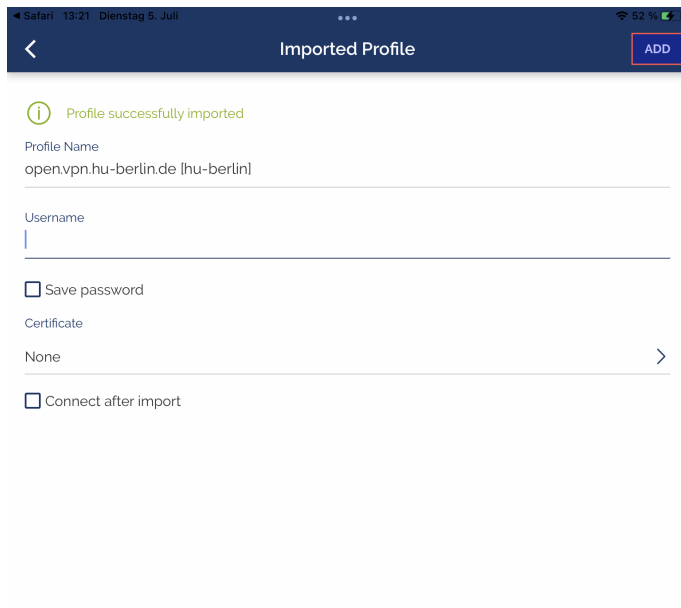 Safari 13:21 Dienstag 5. Juli 52 %
Imported Profile
ADD
Profile successfully imported
Profile Name
open.vpn.hu-berlin.de [hu-berlin]
Username
Save password
Certificate
None
Connect after import